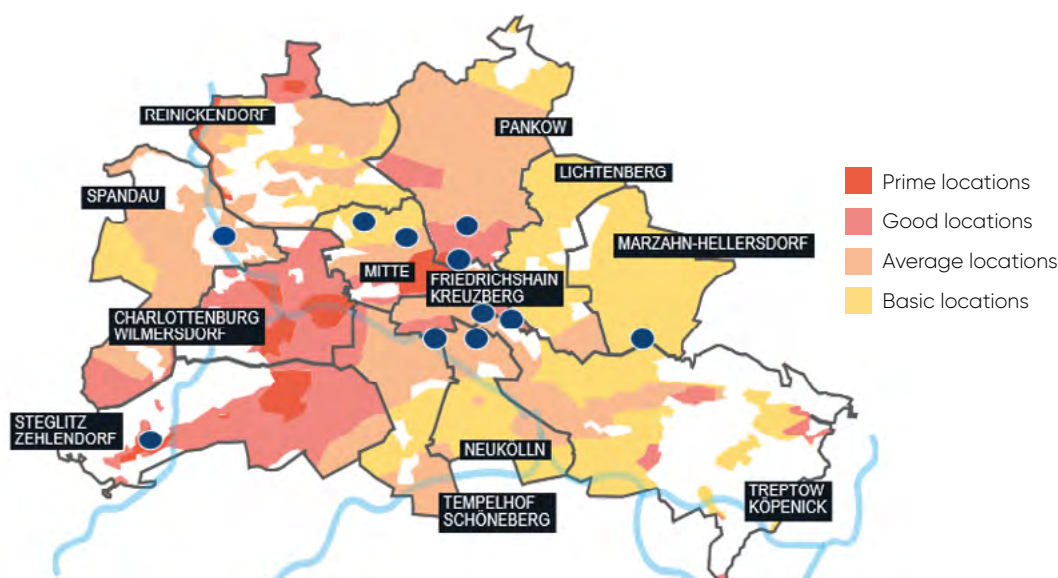 REINICKENDORF
PANKOW
LICHTENBERG
SPANDAU
MARZAHN-HELLERSDORF
MITTE
FRIEDRICHSHAIN
KREUZBERG
CHARLOTTENBURG
WILMERSDORF
STEGLITZ
ZEHLENDORF
NEUKÖLLN
TEMPELHOF
SCHÖNEBERG
TREPTOW
KÖPENICK
Prime locations
Good locations
Average locations
Basic locations